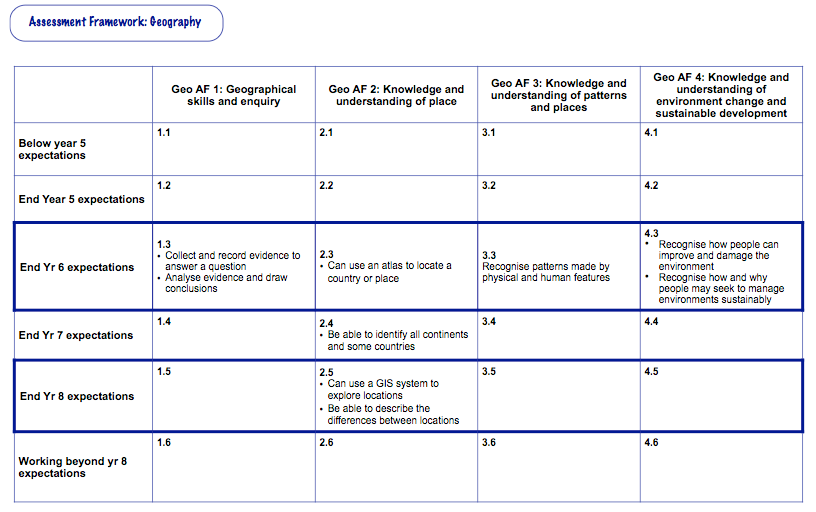 Assessment Framework: Geography
Geo AF 1: Geographical
skills and enquiry
Geo AF 2: Knowledge and
understanding of place
Geo AF 3: Knowledge and
understanding of patterns
and places
Geo AF 4: Knowledge and
understanding of
environment change and
sustainable development
Below year 5
expectations
1.1
2.1
3.1
4.1
End Year 5 expectations
1.2
2.2
3.2
4.2
End Yr 6 expectations
1.3
• Collect and record evidence to
answer a question
• Analyse evidence and draw
conclusions
2.3
• Can use an atlas to locate a
country or place
3.3
Recognise patterns made by
physical and human features
4.3
• Recognise how people can
improve and damage the
environment
• Recognise how and why
people may seek to manage
environments sustainably
End Yr 7 expectations
1.4
2.4
• Be able to identify all continents
and some countries
3.4
4.4
End Yr 8 expectations
1.5
2.5
• Can use a GIS system to
explore locations
• Be able to describe the
differences between locations
3.5
4.5
Working beyond yr 8
expectations
1.6
2.6
3.6
4.6